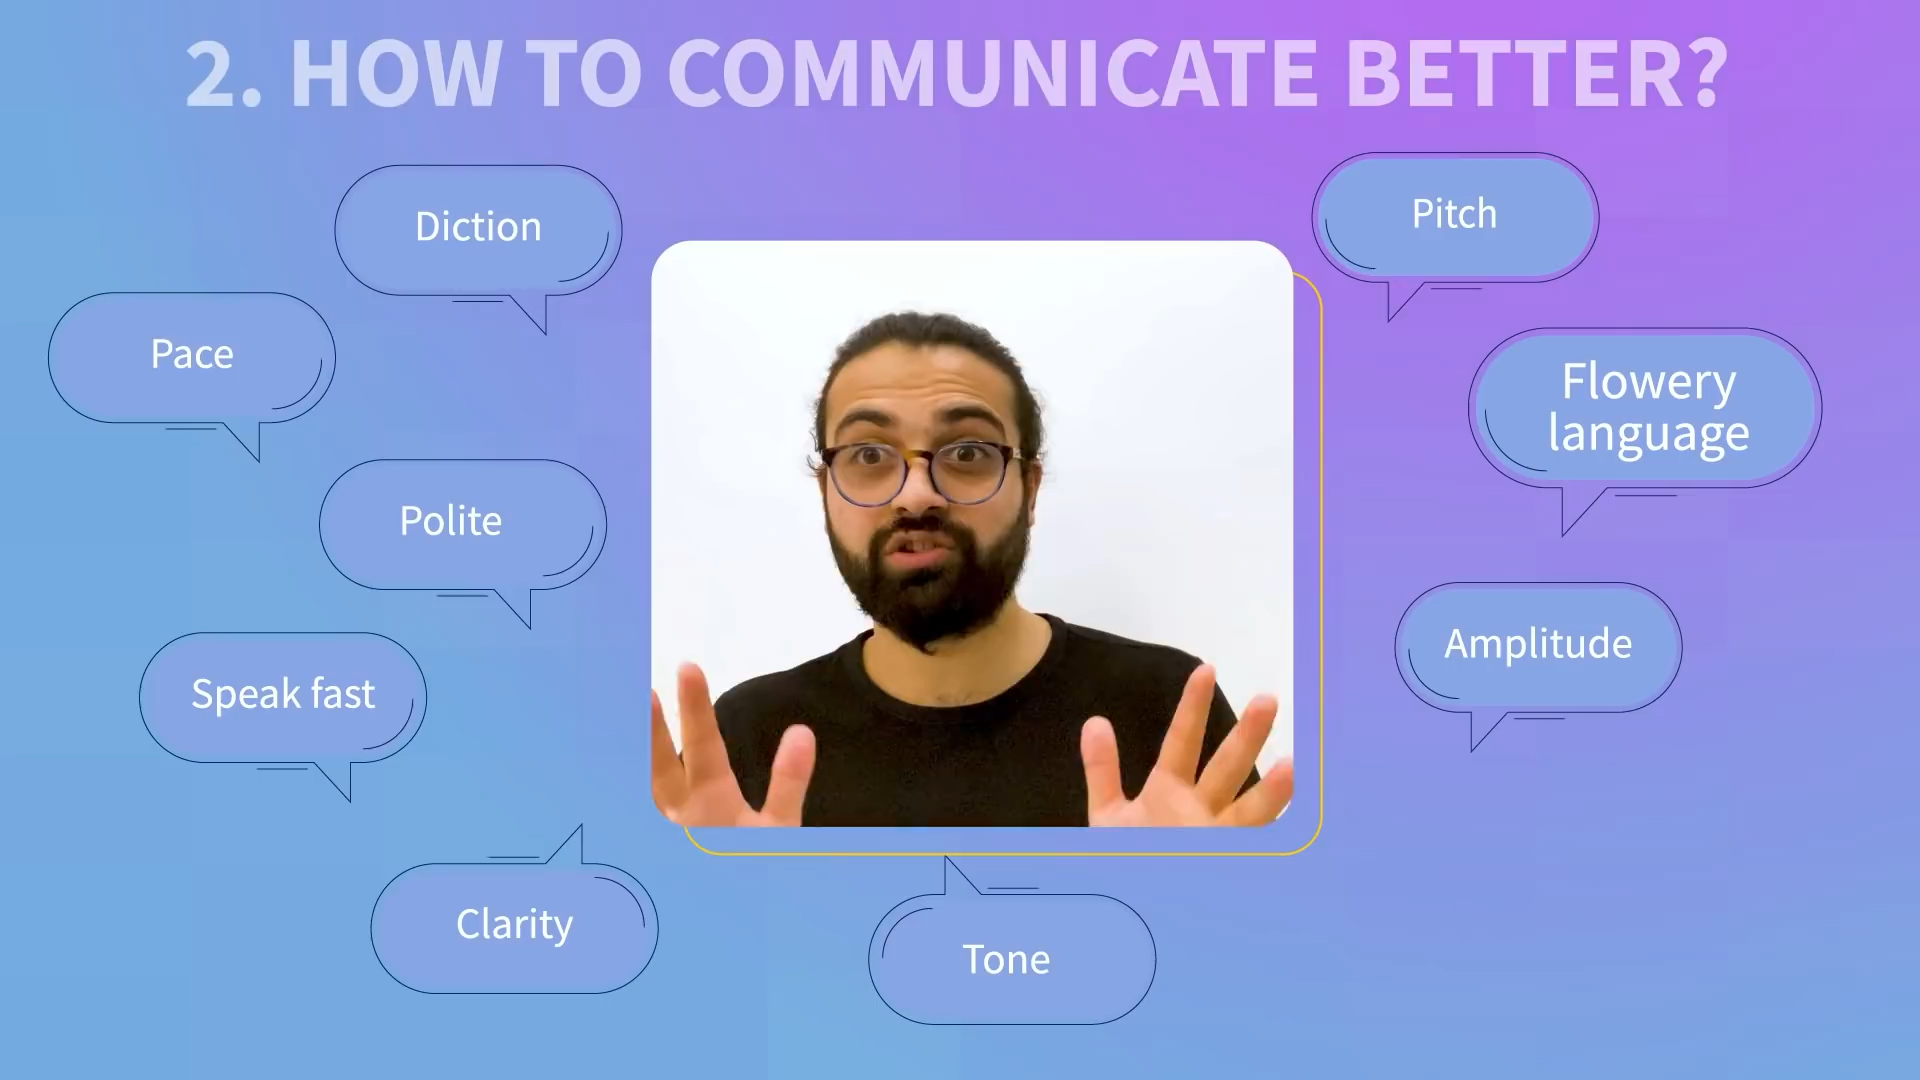 2. HOW TO COMMUNICATE BETTER?
Diction
Pitch
Pace
Flowery
language
Polite
Speak fast
Amplitude
Clarity
Tone